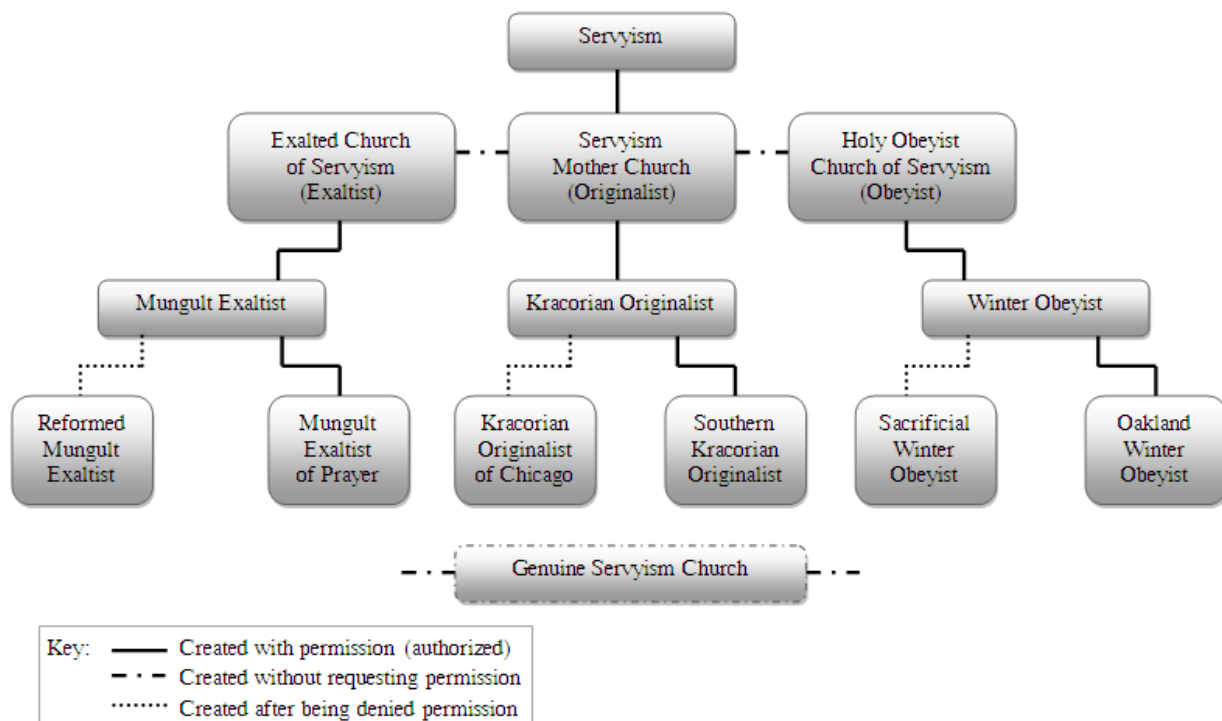 Servyism
Exalted Church
of Servyism
(Exaltist)
Servyism
Mother Church
(Originalist)
Holy Obeyist
Church of Servyism
(Obeyist)
Mungult Exaltist
Kracorian Originalist
Winter Obeyist
Reformed
Mungult
Exaltist
Mungult
Exaltist
of Prayer
Kracorian
Originalist
of Chicago
Southern
Kracorian
Originalist
Sacrificial
Winter
Obeyist
Oakland
Winter
Obeyist
Genuine Servyism Church
Key: Created with permission (authorized)
Created without requesting permission
Created after being denied permission